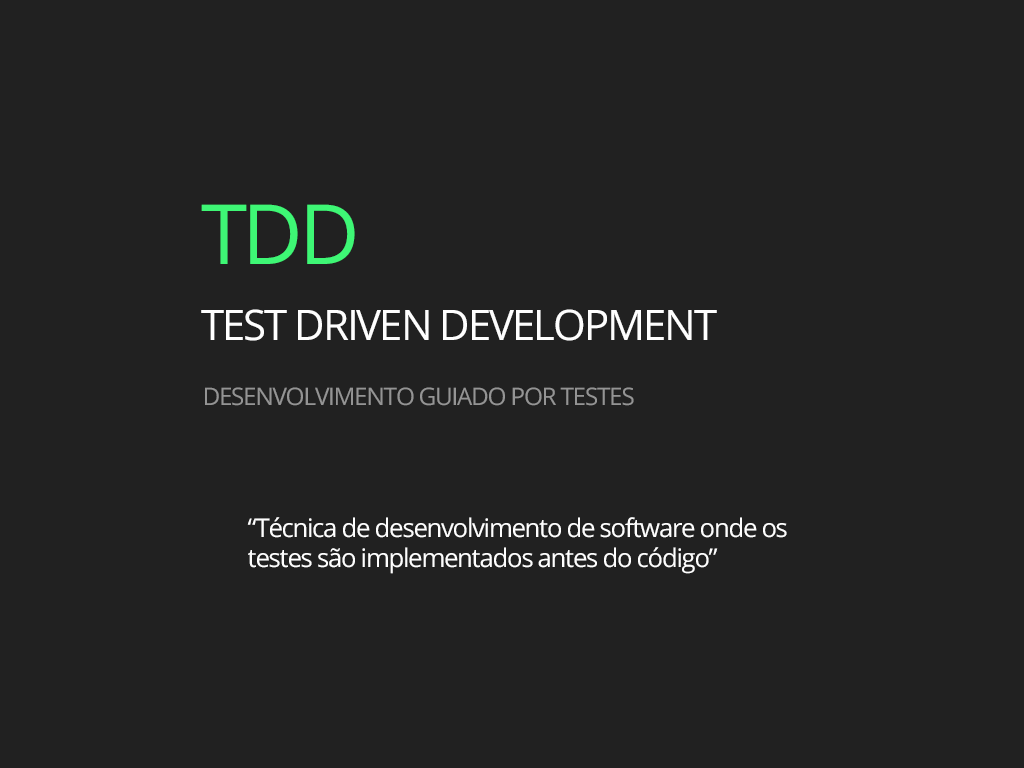 TDD
TEST DRIVEN DEVELOPMENT
DESENVOLVIMENTO GUIADO POR TESTES
“Técnica de desenvolvimento de software onde os
testes são implementados antes do código”